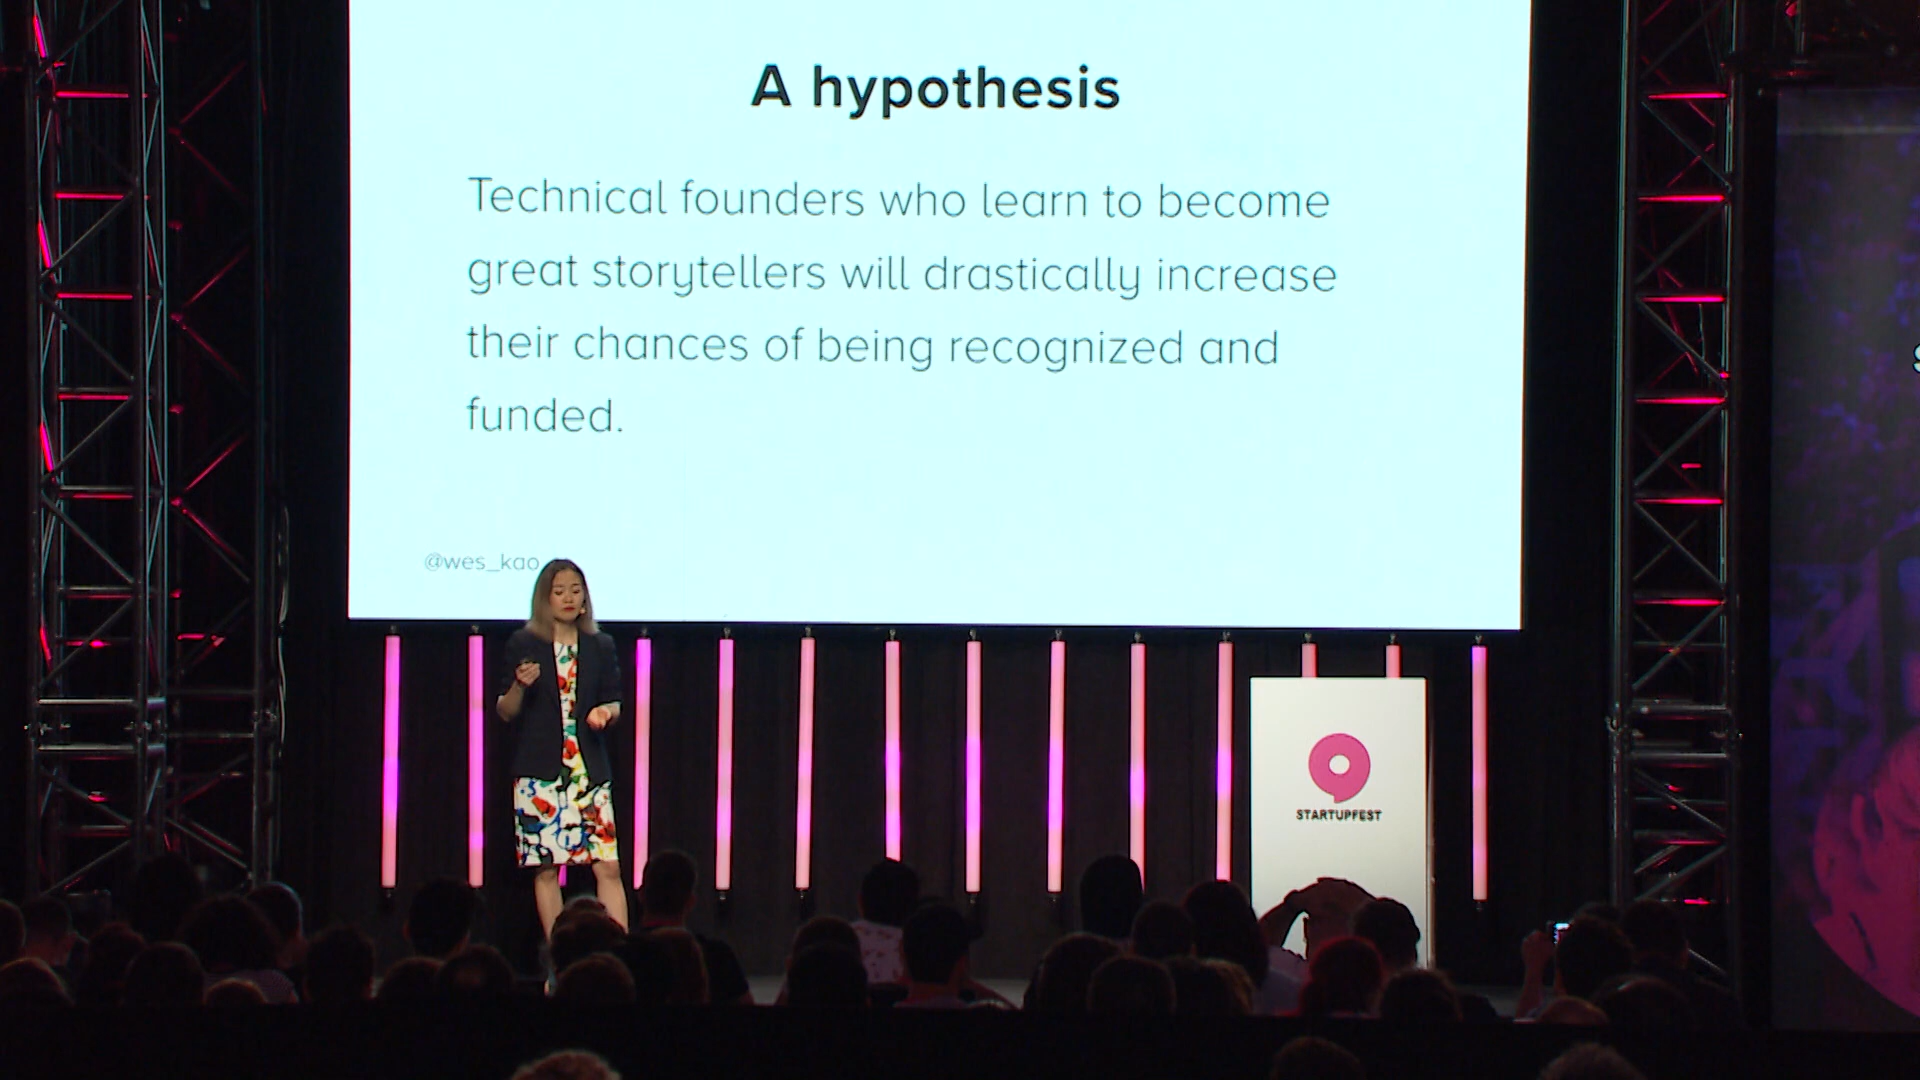 A hypothesis
Technical founders who learn to become
great storytellers will drastically increase
their chances of being recognized and
funded.
@wes_kao
STARTUPFEST